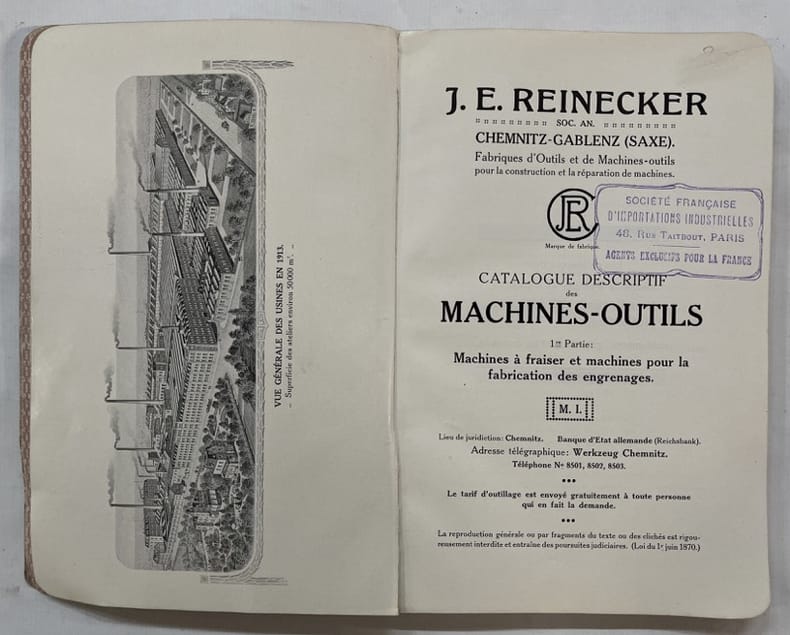 VUE GÉNÉRALE DES USINES EN 1913.
– Superficie des ateliers environ 50000 m². –
J. E. REINECKER
SOC. AN.
CHEMNITZ-GABLENZ (SAXE).
Fabriques d'Outils et de Machines-outils
pour la construction et la réparation de machines.
JER
Marque de fabrique.
SOCIÉTÉ FRANÇAISE
D'IMPORTATIONS INDUSTRIELLES
48, RUE TAITBOUT, PARIS
AGENTS EXCLUSIFS POUR LA FRANCE
CATALOGUE DESCRIPTIF
des
MACHINES-OUTILS
1ère Partie:
Machines à fraiser et machines pour la
fabrication des engrenages.
M. I.
Lieu de juridiction: Chemnitz. Banque d'Etat allemande (Reichsbank).
Adresse télégraphique: Werkzeug Chemnitz.
Téléphone Nos 8501, 8502, 8503.
Le tarif d'outillage est envoyé gratuitement à toute personne
qui en fait la demande.
La reproduction générale ou par fragments du texte ou des clichés est rigou-
reusement interdite et entraîne des poursuites judiciaires. (Loi du 1er juin 1870.)